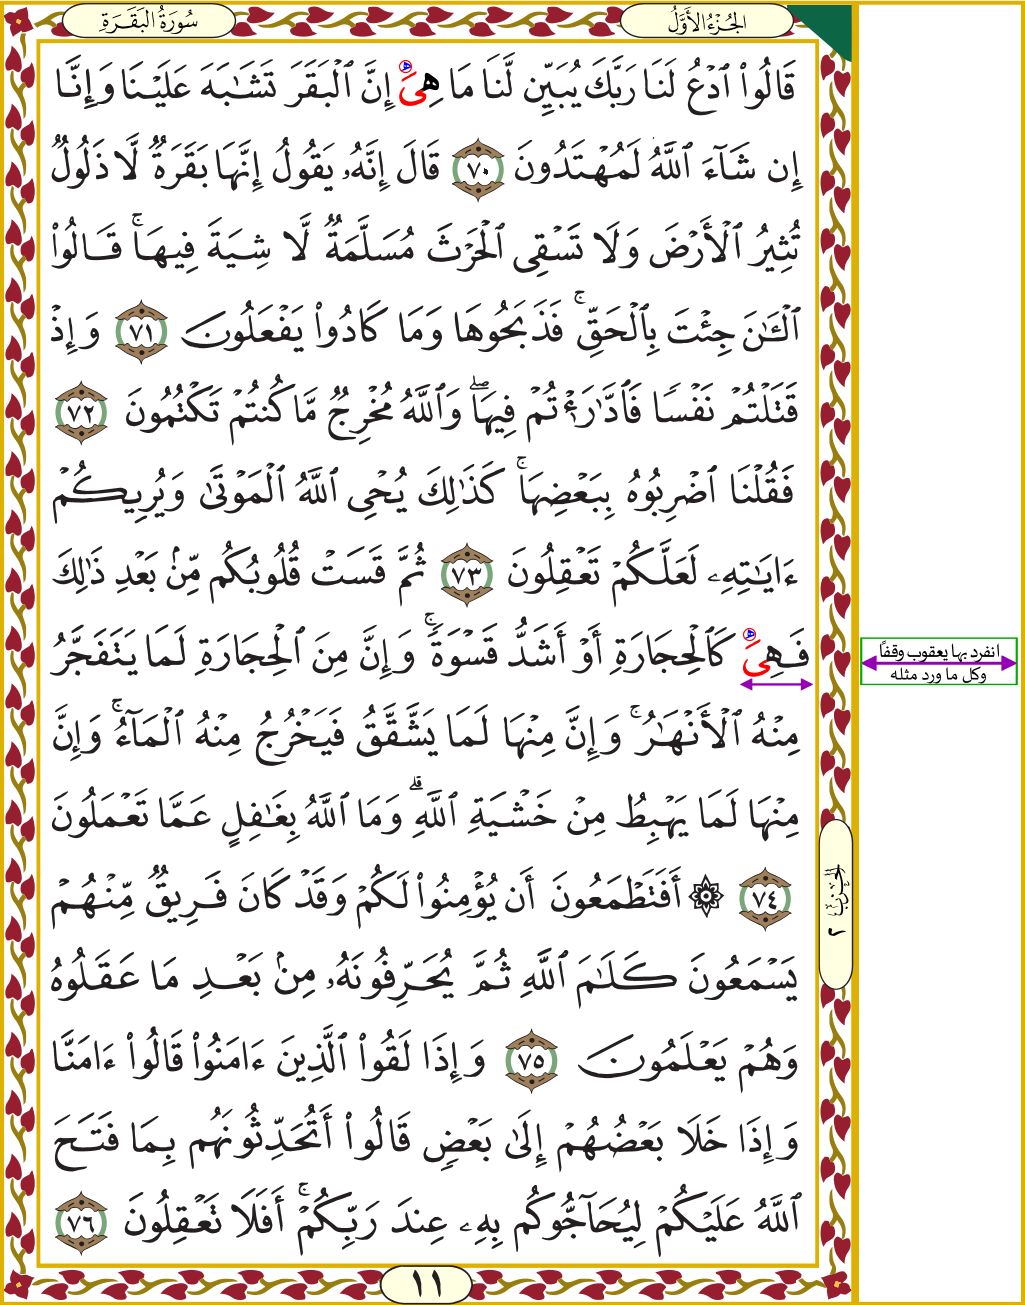 الجُزْءُ الأَوَّلُ
سُورَةُ البَقَرَةِ
قَالُوا۟ ٱدْعُ لَنَا رَبَّكَ يُبَيِّن لَّنَا مَا هِىَ إِنَّ ٱلْبَقَرَ تَشَـٰبَهَ عَلَيْنَا وَإِنَّآ
إِن شَآءَ ٱللَّهُ لَمُهْتَدُونَ ٧٠ قَالَ إِنَّهُۥ يَقُولُ إِنَّهَا بَقَرَةٌ لَّا ذَلُولٌ
تُثِيرُ ٱلْأَرْضَ وَلَا تَسْقِى ٱلْحَرْثَ مُسَلَّمَةٌ لَّا شِيَةَ فِيهَا ۚ قَالُوا۟
ٱلْـَٔـٰنَ جِئْتَ بِٱلْحَقِّ ۚ فَذَبَحُوهَا وَمَا كَادُوا۟ يَفْعَلُونَ ٧١ وَإِذْ
قَتَلْتُمْ نَفْسًا فَٱدَّٰرَْٰٔتُمْ فِيهَا ۖ وَٱللَّهُ مُخْرِجٌ مَّا كُنتُمْ تَكْتُمُونَ ٧٢
فَقُلْنَا ٱضْرِبُوهُ بِبَعْضِهَا ۚ كَذَٰلِكَ يُحْىِ ٱللَّهُ ٱلْمَوْتَىٰ وَيُرِيكُمْ
ءَايَـٰتِهِۦ لَعَلَّكُمْ تَعْقِلُونَ ٧٣ ثُمَّ قَسَتْ قُلُوبُكُم مِّنۢ بَعْدِ ذَٰلِكَ
فَهِىَ كَٱلْحِجَارَةِ أَوْ أَشَدُّ قَسْوَةً ۚ وَإِنَّ مِنَ ٱلْحِجَارَةِ لَمَا يَتَفَجَّرُ
انفرد بها يعقوب وقفًا
وكل ما ورد مثله
مِنْهُ ٱلْأَنْهَـٰرُ ۚ وَإِنَّ مِنْهَا لَمَا يَشَّقَّقُ فَيَخْرُجُ مِنْهُ ٱلْمَآءُ ۚ وَإِنَّ
مِنْهَا لَمَا يَهْبِطُ مِنْ خَشْيَةِ ٱللَّهِ ۗ وَمَا ٱللَّهُ بِغَـٰفِلٍ عَمَّا تَعْمَلُونَ
٧٤ ۞ أَفَتَطْمَعُونَ أَن يُؤْمِنُوا۟ لَكُمْ وَقَدْ كَانَ فَرِيقٌ مِّنْهُمْ
الحِزْبُ ٢
يَسْمَعُونَ كَلَـٰمَ ٱللَّهِ ثُمَّ يُحَرِّفُونَهُۥ مِنۢ بَعْدِ مَا عَقَلُوهُ
وَهُمْ يَعْلَمُونَ ٧٥ وَإِذَا لَقُوا۟ ٱلَّذِينَ ءَامَنُوا۟ قَالُوا۟ ءَامَنَّا
وَإِذَا خَلَا بَعْضُهُمْ إِلَىٰ بَعْضٍ قَالُوا۟ أَتُحَدِّثُونَهُم بِمَا فَتَحَ
ٱللَّهُ عَلَيْكُمْ لِيُحَآجُّوكُم بِهِۦ عِندَ رَبِّكُمْ ۚ أَفَلَا تَعْقِلُونَ ٧٦
١١